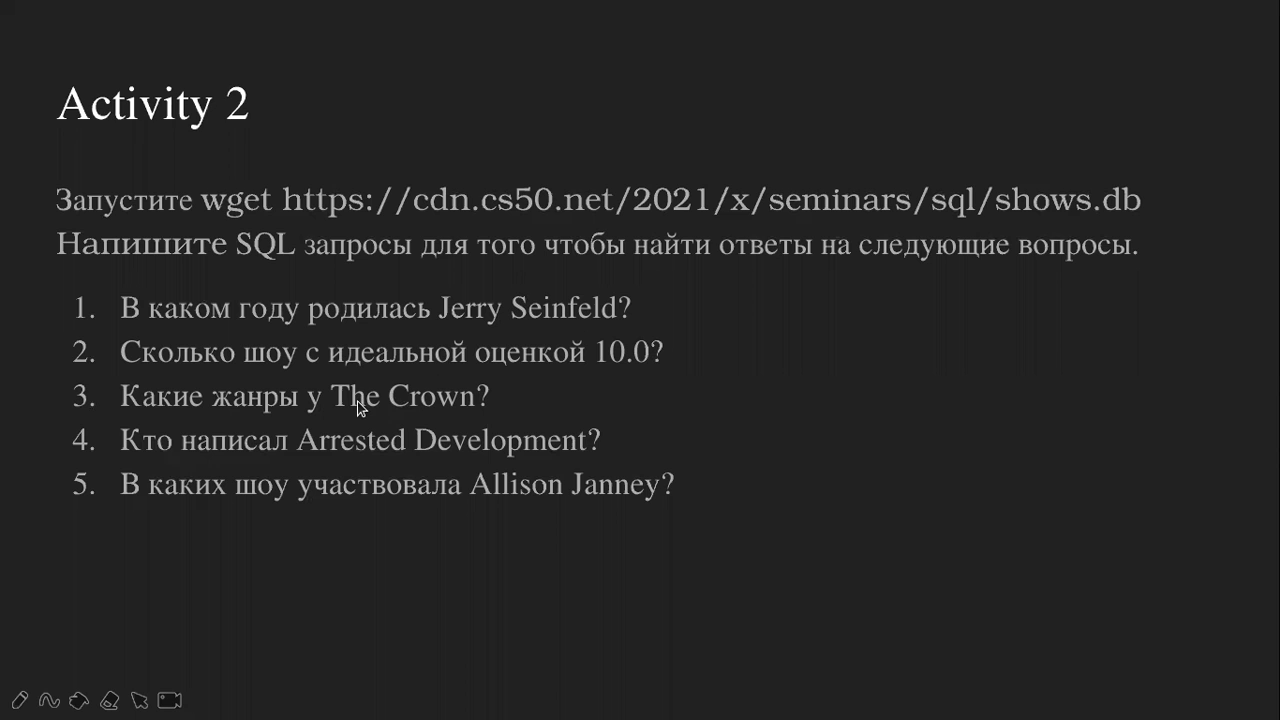 Activity 2
Запустите wget https://cdn.cs50.net/2021/x/seminars/sql/shows.db
Напишите SQL запросы для того чтобы найти ответы на следующие вопросы.
1. В каком году родилась Jerry Seinfeld?
2. Сколько шоу с идеальной оценкой 10.0?
3. Какие жанры у The Crown?
4. Кто написал Arrested Development?
5. В каких шоу участвовала Allison Janney?